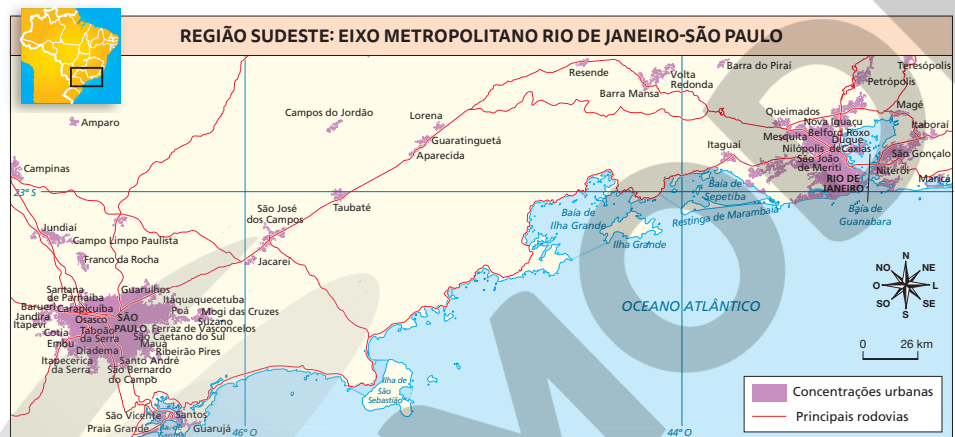 REGIÃO SUDESTE: EIXO METROPOLITANO RIO DE JANEIRO-SÃO PAULO
Resende
Volta
Redonda
Barra do Piraí
Teresópolis
Petrópolis
Barra Mansa
Amparo
Campos do Jordão
Lorena
Guaratinguetá
Aparecida
Queimados
Magé
Nova Iguaçu
Itaboraí
Mesquita
Belford Roxo
Duque
de Caxias
Nilópolis
São João
de Meriti
São Gonçalo
Itaguaí
Niterói
Maricá
RIO DE
JANEIRO
Campinas
23° S
Taubaté
Baía de
Sepetiba
Restinga de Marambaia
Baía de
Guanabara
Baía de
Ilha Grande
Ilha Grande
São José
dos Campos
Jundiaí
Campo Limpo Paulista
Franco da Rocha
Jacareí
N
NO
NE
O
L
SO
SE
S
OCEANO ATLÂNTICO
Santana
de Parnaíba
Guarulhos
Itaquaquecetuba
Barueri
Carapicuíba
Poá
Mogi das Cruzes
Jandira
Osasco
SÃO
PAULO
Suzano
Itapevi
Taboão
da Serra
Ferraz de Vasconcelos
Cotia
São Caetano do Sul
Embu
Mauá
Diadema
Ribeirão Pires
Itapecerica
da Serra
Santo André
São Bernardo
do Campo
0 26 km
Ilha de
São
Sebastião
Concentrações urbanas
Principais rodovias
São Vicente
Santos
Praia Grande
Guarujá
46° O
44° O